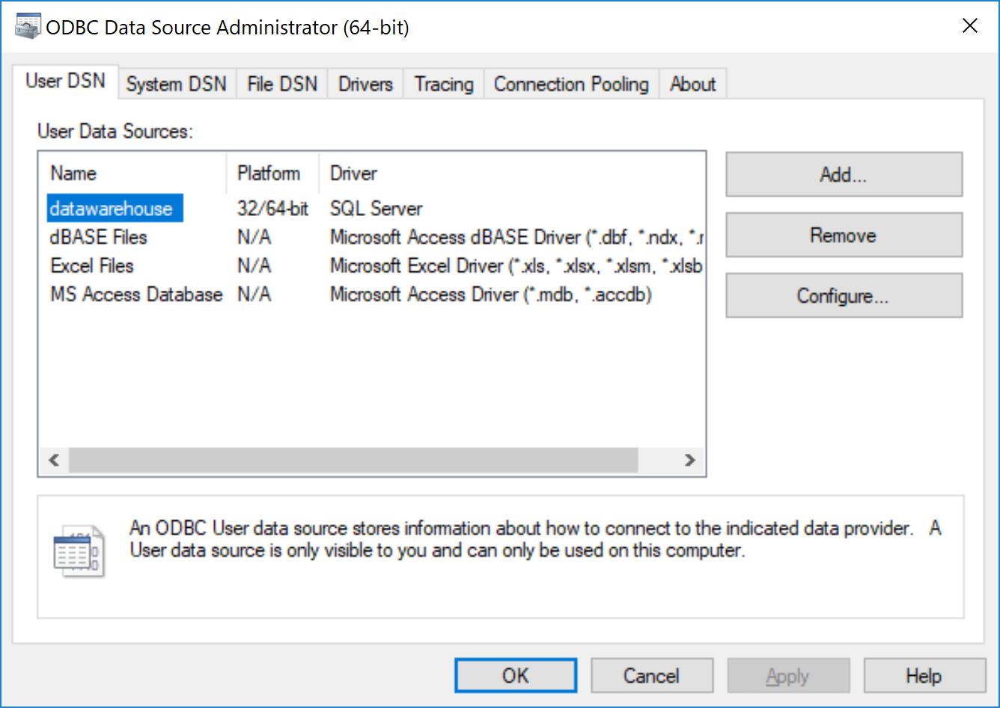 ODBC Data Source Administrator (64-bit)
User DSN System DSN File DSN Drivers Tracing Connection Pooling About
User Data Sources:
Name Platform Driver
datawarehouse 32/64-bit SQL Server
dBASE Files N/A Microsoft Access dBASE Driver (*.dbf, *.ndx, *.
Excel Files N/A Microsoft Excel Driver (*.xls, *.xlsx, *.xlsm, *.xlsb
MS Access Database N/A Microsoft Access Driver (*.mdb, *.accdb)
Add...
Remove
Configure...
An ODBC User data source stores information about how to connect to the indicated data provider. A
User data source is only visible to you and can only be used on this computer.
OK Cancel Apply Help